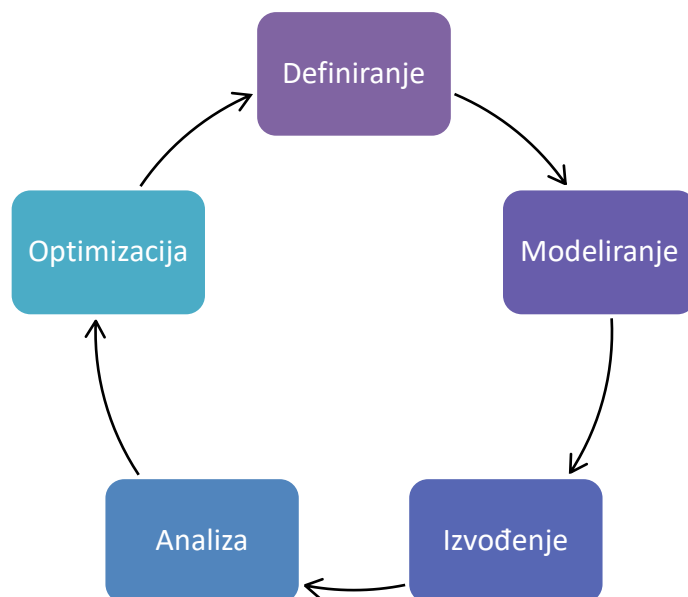 Definiranje
Modeliranje
Izvođenje
Analiza
Optimizacija